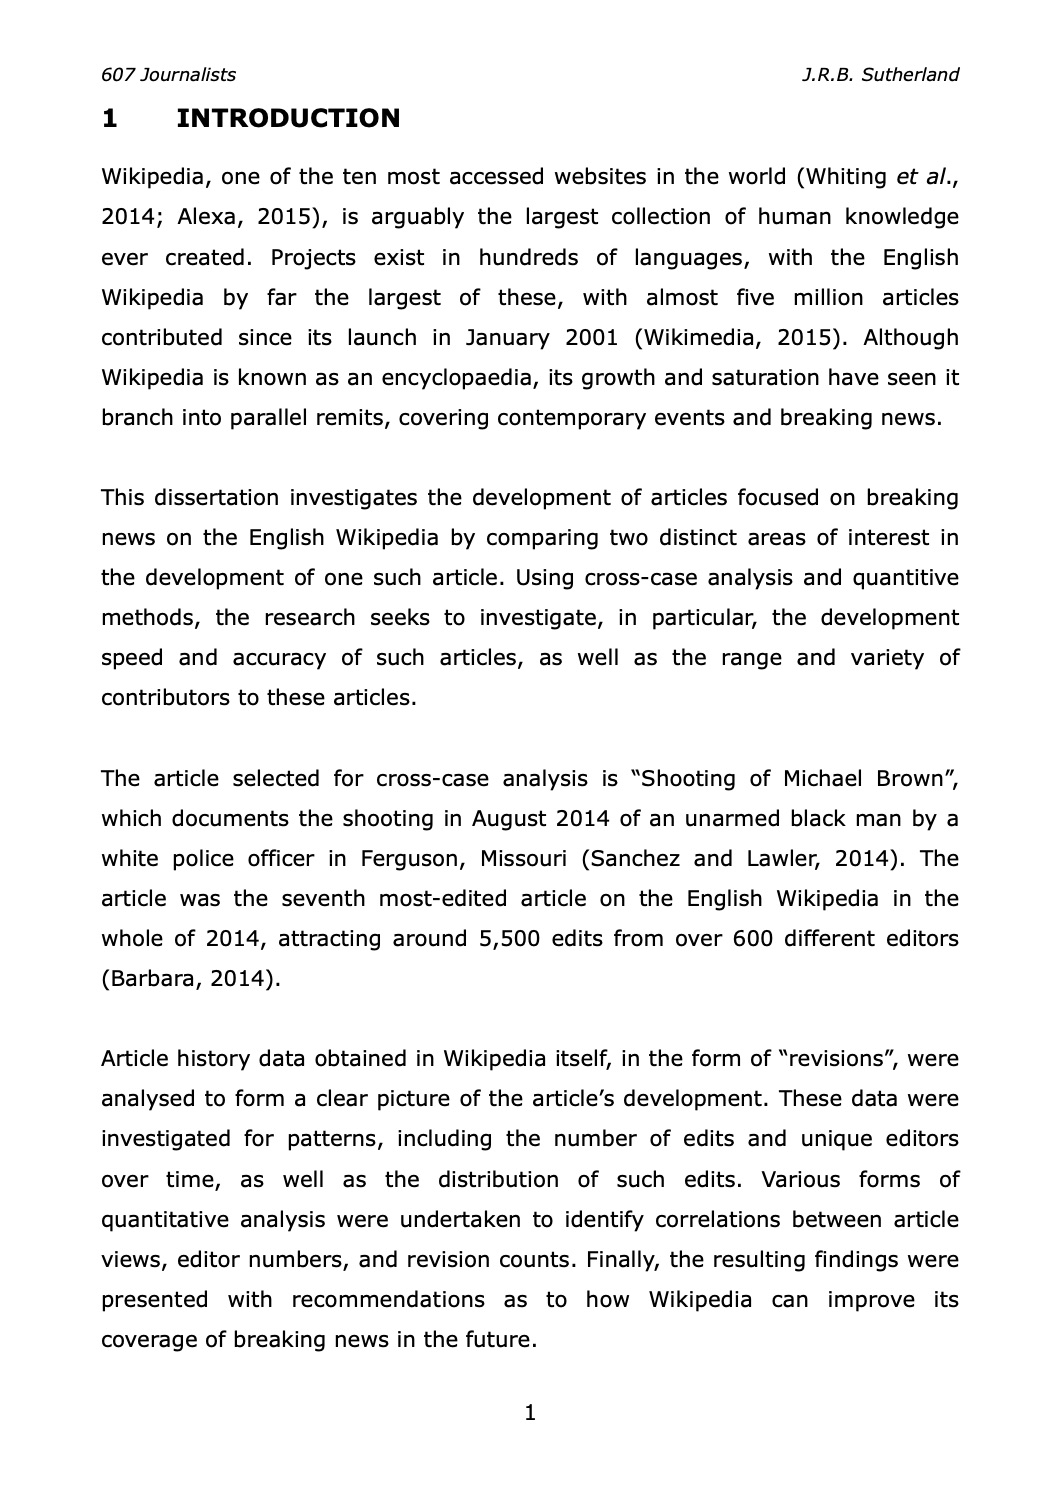 607 Journalists J.R.B. Sutherland
1 INTRODUCTION
Wikipedia, one of the ten most accessed websites in the world (Whiting et al.,
2014; Alexa, 2015), is arguably the largest collection of human knowledge
ever created. Projects exist in hundreds of languages, with the English
Wikipedia by far the largest of these, with almost five million articles
contributed since its launch in January 2001 (Wikimedia, 2015). Although
Wikipedia is known as an encyclopaedia, its growth and saturation have seen it
branch into parallel remits, covering contemporary events and breaking news.
This dissertation investigates the development of articles focused on breaking
news on the English Wikipedia by comparing two distinct areas of interest in
the development of one such article. Using cross-case analysis and quantitive
methods, the research seeks to investigate, in particular, the development
speed and accuracy of such articles, as well as the range and variety of
contributors to these articles.
The article selected for cross-case analysis is “Shooting of Michael Brown”,
which documents the shooting in August 2014 of an unarmed black man by a
white police officer in Ferguson, Missouri (Sanchez and Lawler, 2014). The
article was the seventh most-edited article on the English Wikipedia in the
whole of 2014, attracting around 5,500 edits from over 600 different editors
(Barbara, 2014).
Article history data obtained in Wikipedia itself, in the form of “revisions”, were
analysed to form a clear picture of the article’s development. These data were
investigated for patterns, including the number of edits and unique editors
over time, as well as the distribution of such edits. Various forms of
quantitative analysis were undertaken to identify correlations between article
views, editor numbers, and revision counts. Finally, the resulting findings were
presented with recommendations as to how Wikipedia can improve its
coverage of breaking news in the future.
1